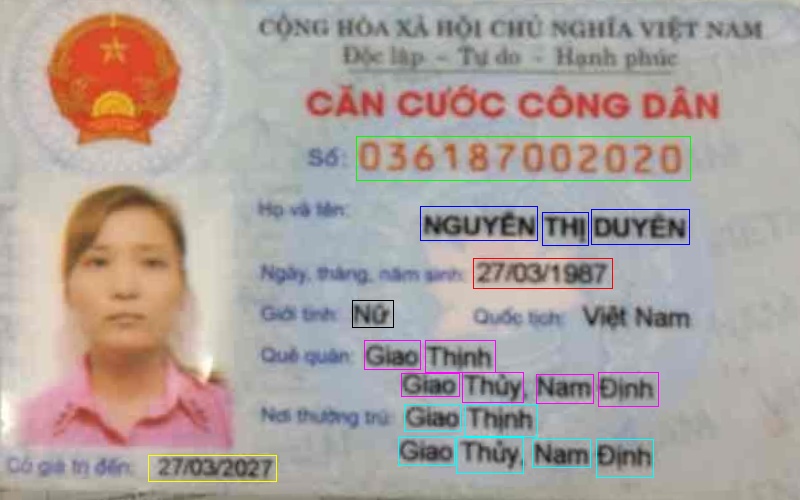 CỘNG HÒA XÃ HỘI CHỦ NGHĨA VIỆT NAM
Độc lập - Tự do - Hạnh phúc
CĂN CƯỚC CÔNG DÂN
Số: 036187002020
Họ và tên: NGUYỄN THỊ DUYÊN
Ngày, tháng, năm sinh: 27/03/1987
Giới tính: Nữ Quốc tịch: Việt Nam
Quê quán: Giao Thịnh
Giao Thủy, Nam Định
Nơi thường trú: Giao Thịnh
Giao Thủy, Nam Định
Có giá trị đến: 27/03/2027